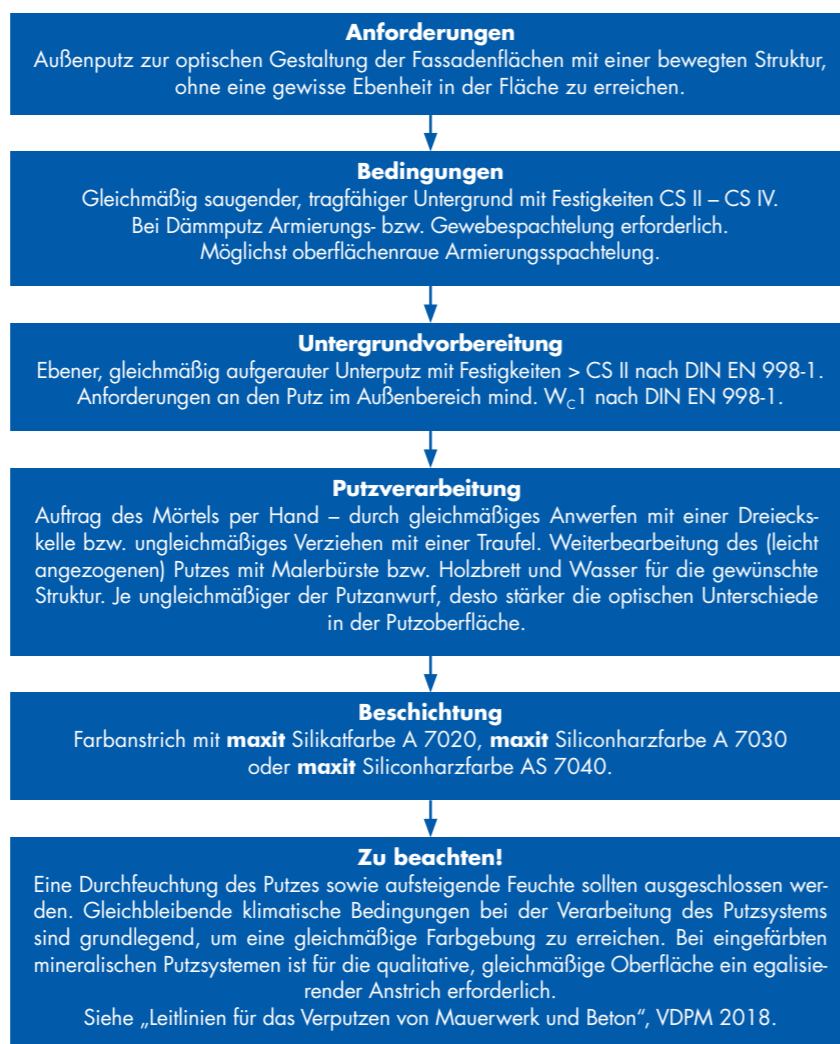 Anforderungen
Außenputz zur optischen Gestaltung der Fassadenflächen mit einer bewegten Struktur,
ohne eine gewisse Ebenheit in der Fläche zu erreichen.
Bedingungen
Gleichmäßig saugender, tragfähiger Untergrund mit Festigkeiten CS II – CS IV.
Bei Dämmputz Armierungs- bzw. Gewebespachtelung erforderlich.
Möglichst oberflächenraue Armierungsspachtelung.
Untergrundvorbereitung
Ebener, gleichmäßig aufgerauter Unterputz mit Festigkeiten > CS II nach DIN EN 998-1.
Anforderungen an den Putz im Außenbereich mind. W_C1 nach DIN EN 998-1.
Putzverarbeitung
Auftrag des Mörtels per Hand – durch gleichmäßiges Anwerfen mit einer Dreiecks-
kelle bzw. ungleichmäßiges Verziehen mit einer Traufel. Weiterbearbeitung des (leicht
angezogenen) Putzes mit Malerbürste bzw. Holzbrett und Wasser für die gewünschte
Struktur. Je ungleichmäßiger der Putzanwurf, desto stärker die optischen Unterschiede
in der Putzoberfläche.
Beschichtung
Farbanstrich mit maxit Silikatfarbe A 7020, maxit Siliconharzfarbe A 7030
oder maxit Siliconharzfarbe AS 7040.
Zu beachten!
Eine Durchfeuchtung des Putzes sowie aufsteigende Feuchte sollten ausgeschlossen wer-
den. Gleichbleibende klimatische Bedingungen bei der Verarbeitung des Putzsystems
sind grundlegend, um eine gleichmäßige Farbgebung zu erreichen. Bei eingefärbten
mineralischen Putzsystemen ist für die qualitative, gleichmäßige Oberfläche ein egalisie-
render Anstrich erforderlich.
Siehe „Leitlinien für das Verputzen von Mauerwerk und Beton“, VDPM 2018.